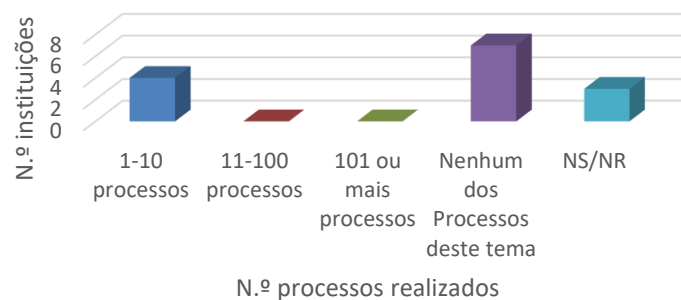 N.º instituições
8
6
4
2
0
1-10
processos
11-100
processos
101 ou
mais
processos
Nenhum
dos
Processos
deste tema
NS/NR
N.º processos realizados